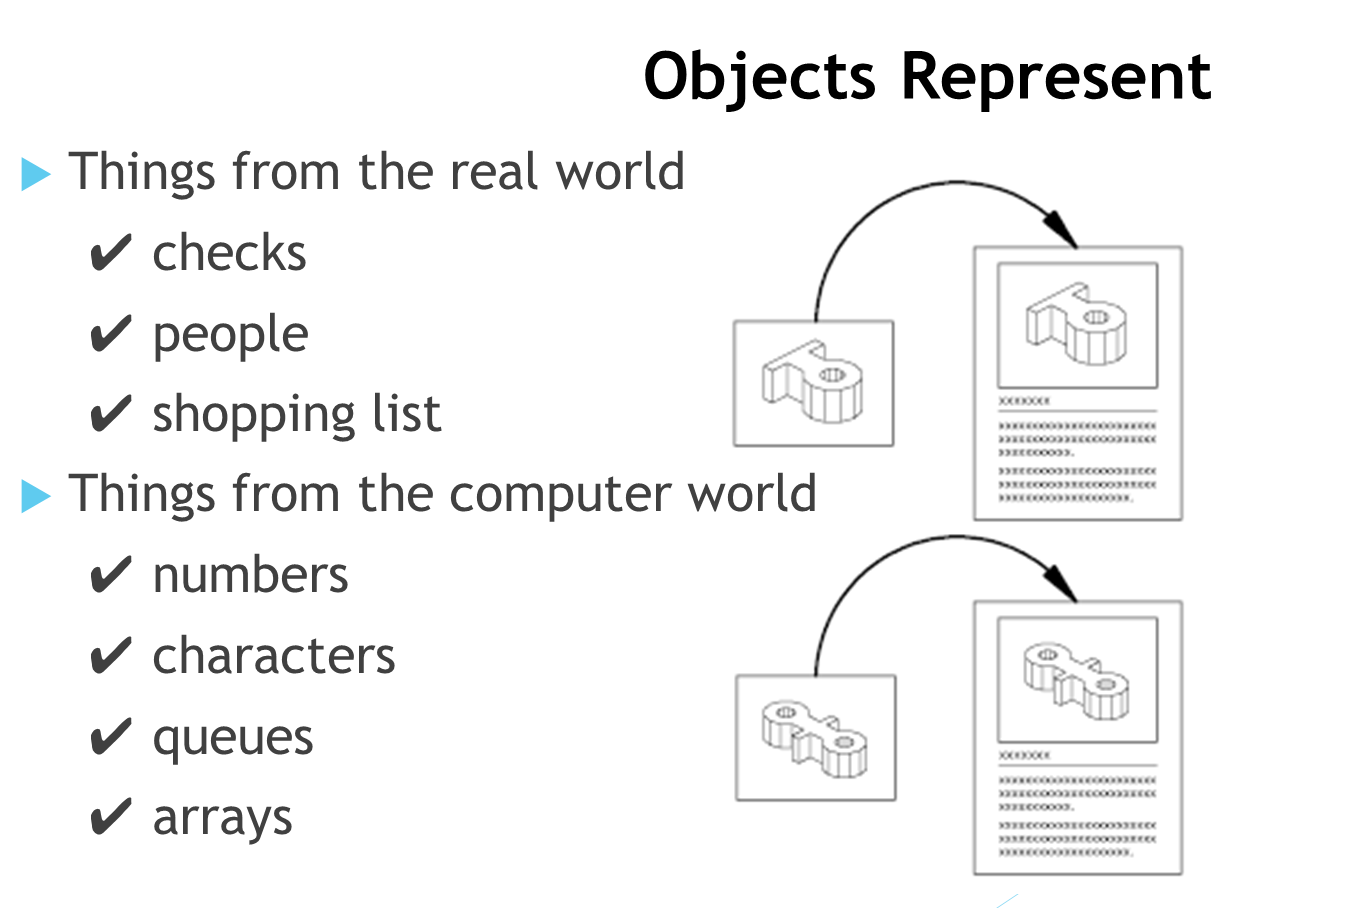 Objects Represent
Things from the real world
✔ checks
✔ people
✔ shopping list
Things from the computer world
✔ numbers
✔ characters
✔ queues
✔ arrays